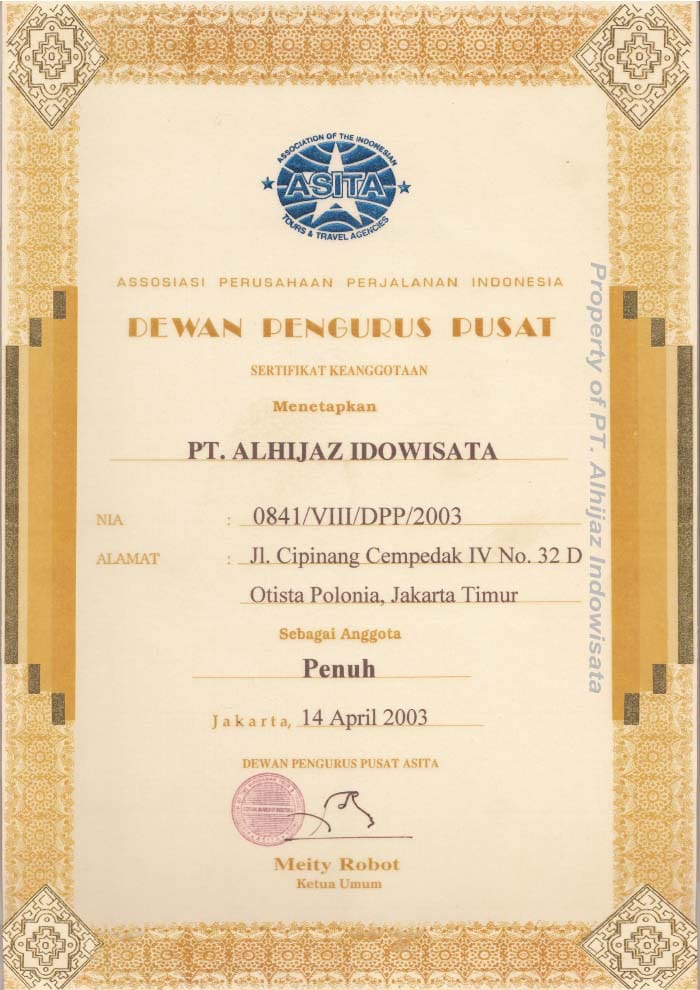 ASSOCIATION OF THE INDONESIAN
ASITA
TOURS & TRAVEL AGENCIES
ASSOSIASI PERUSAHAAN PERJALANAN INDONESIA
DEWAN PENGURUS PUSAT
SERTIFIKAT KEANGGOTAAN
Menetapkan
PT. ALHIJAZ IDOWISATA
NIA : 0841/VIII/DPP/2003
ALAMAT : Jl. Cipinang Cempedak IV No. 32 D
Otista Polonia, Jakarta Timur
Sebagai Anggota
Penuh
Jakarta, 14 April 2003
DEWAN PENGURUS PUSAT ASITA
Meity Robot
Ketua Umum
Property of PT. Alhijaz Indowisata